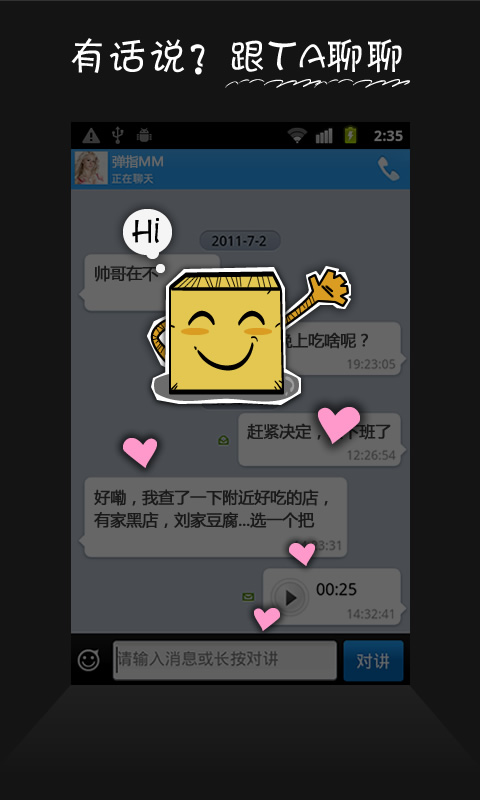 有话说？跟TA聊聊
2:35
弹指MM
正在聊天
Hi
2011-7-2
帅哥在不
晚上吃啥呢？
19:23:05
赶紧决定，
下班了
12:26:54
好嘞，我查了一下附近好吃的店，
有家黑店，刘家豆腐...选一个把
3:31
00:25
14:32:41
请输入消息或长按对讲
对讲